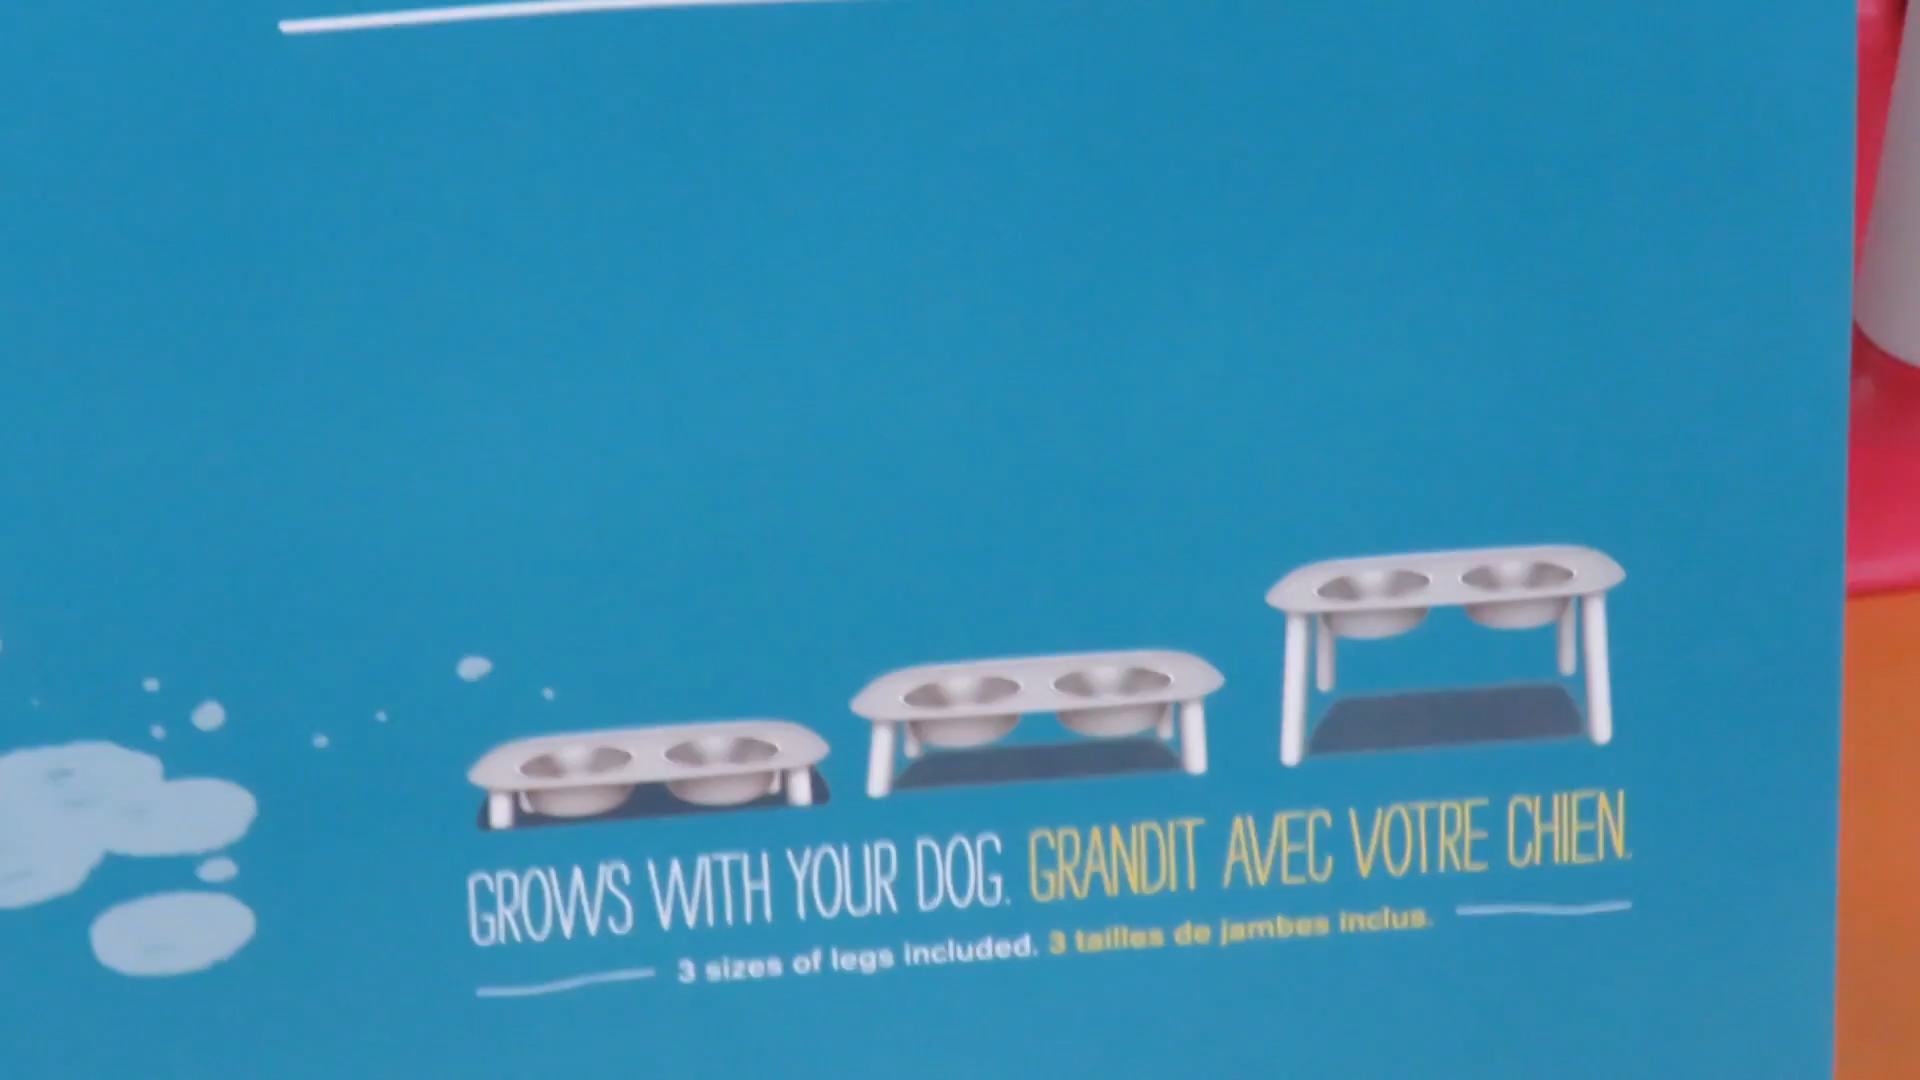 GROWS WITH YOUR DOG. GRANDIT AVEC VOTRE CHIEN.
3 sizes of legs included. 3 tailles de jambes inclus.